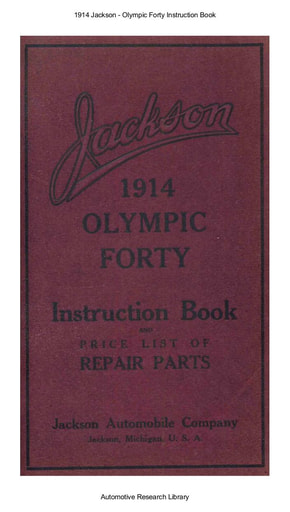 1914 Jackson - Olympic Forty Instruction Book
Jackson
1914
OLYMPIC
FORTY
Instruction Book
AND
PRICE LIST OF
REPAIR PARTS
Jackson Automobile Company
Jackson, Michigan, U. S. A.
Automotive Research Library